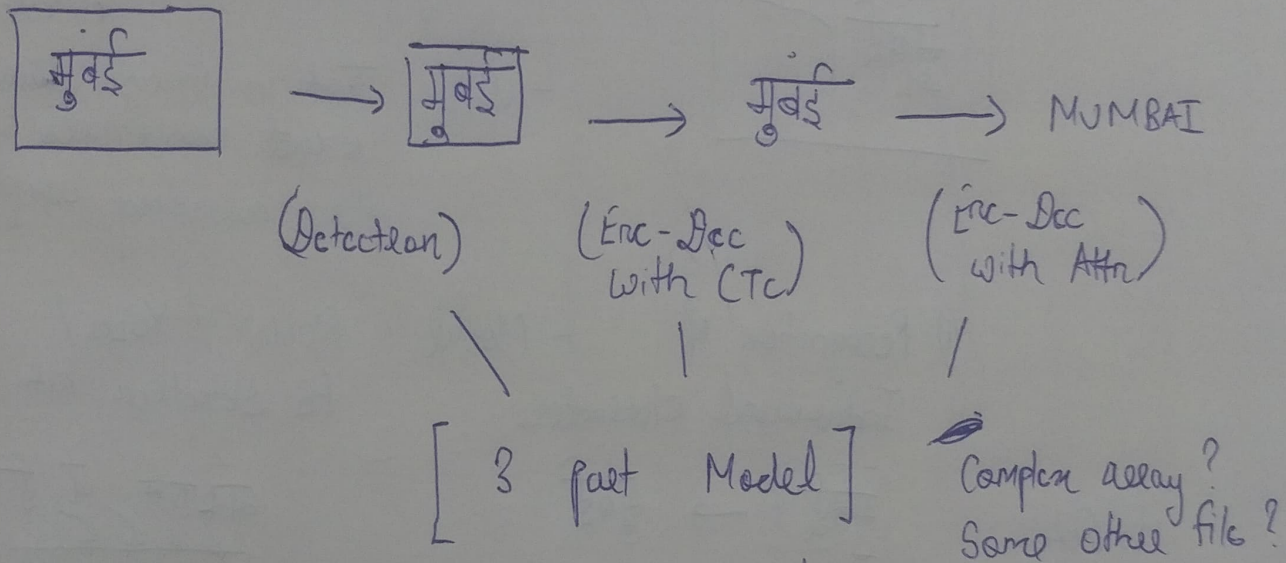 मुंबई → मुंबई → मुंबई → MUMBAI
(Detection) (Enc-Dec with CTC) (Enc-Dec with Attn)
[ 3 part Model ]
Complex array?
Some other file?